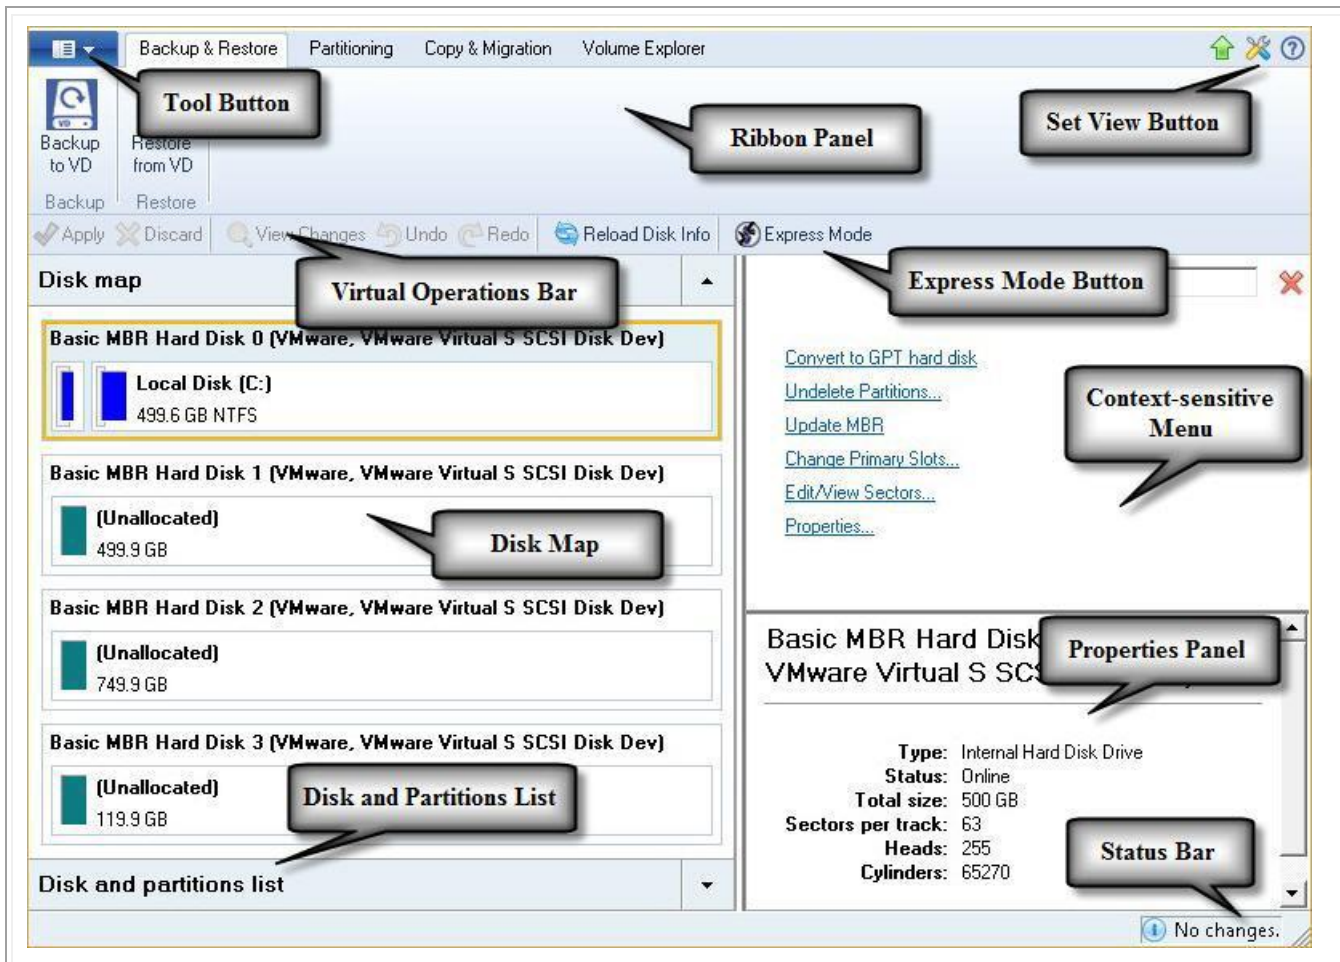 Backup & Restore
Partitioning
Copy & Migration
Volume Explorer
Tool Button
Ribbon Panel
Set View Button
VD
Backup
to VD
Restore
from VD
Backup
Restore
Apply
Discard
View Changes
Undo
Redo
Reload Disk Info
Express Mode
Disk map
Virtual Operations Bar
Express Mode Button
Basic MBR Hard Disk 0 (VMware, VMware Virtual S SCSI Disk Dev)
Local Disk (C:)
499.6 GB NTFS
Basic MBR Hard Disk 1 (VMware, VMware Virtual S SCSI Disk Dev)
(Unallocated)
499.9 GB
Disk Map
Basic MBR Hard Disk 2 (VMware, VMware Virtual S SCSI Disk Dev)
(Unallocated)
749.9 GB
Basic MBR Hard Disk 3 (VMware, VMware Virtual S SCSI Disk Dev)
(Unallocated)
119.9 GB
Disk and Partitions List
Disk and partitions list
Convert to GPT hard disk
Undelete Partitions...
Update MBR
Change Primary Slots...
Edit/View Sectors...
Properties...
Context-sensitive
Menu
Basic MBR Hard Disk
VMware Virtual S
Properties Panel
Type: Internal Hard Disk Drive
Status: Online
Total size: 500 GB
Sectors per track: 63
Heads: 255
Cylinders: 65270
Status Bar
No changes.